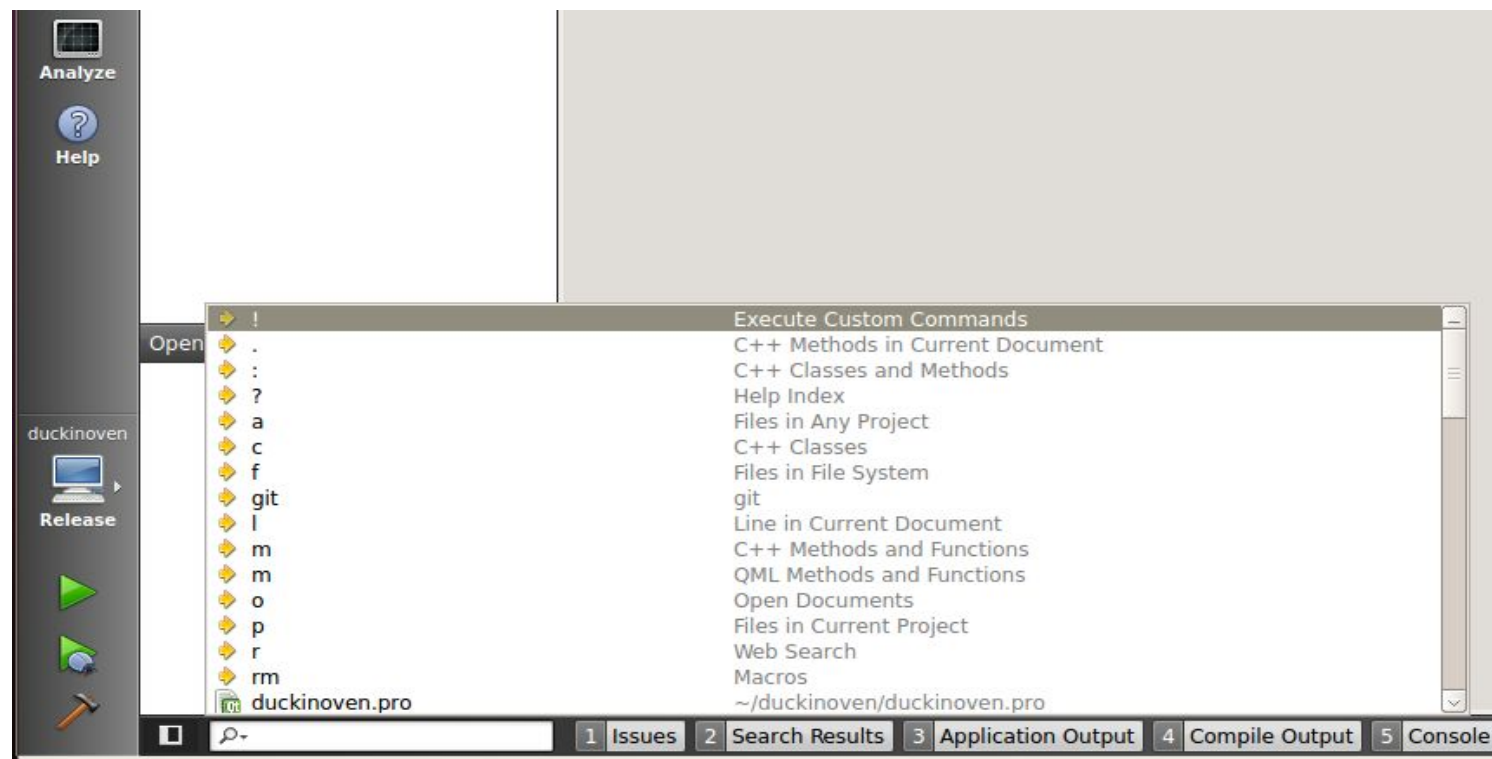 Analyze
Help
Open
! Execute Custom Commands
. C++ Methods in Current Document
: C++ Classes and Methods
? Help Index
a Files in Any Project
c C++ Classes
f Files in File System
git git
l Line in Current Document
m C++ Methods and Functions
m QML Methods and Functions
o Open Documents
p Files in Current Project
r Web Search
rm Macros
duckinoven.pro ~/duckinoven/duckinoven.pro
duckinoven
Release
1 Issues 2 Search Results 3 Application Output 4 Compile Output 5 Console